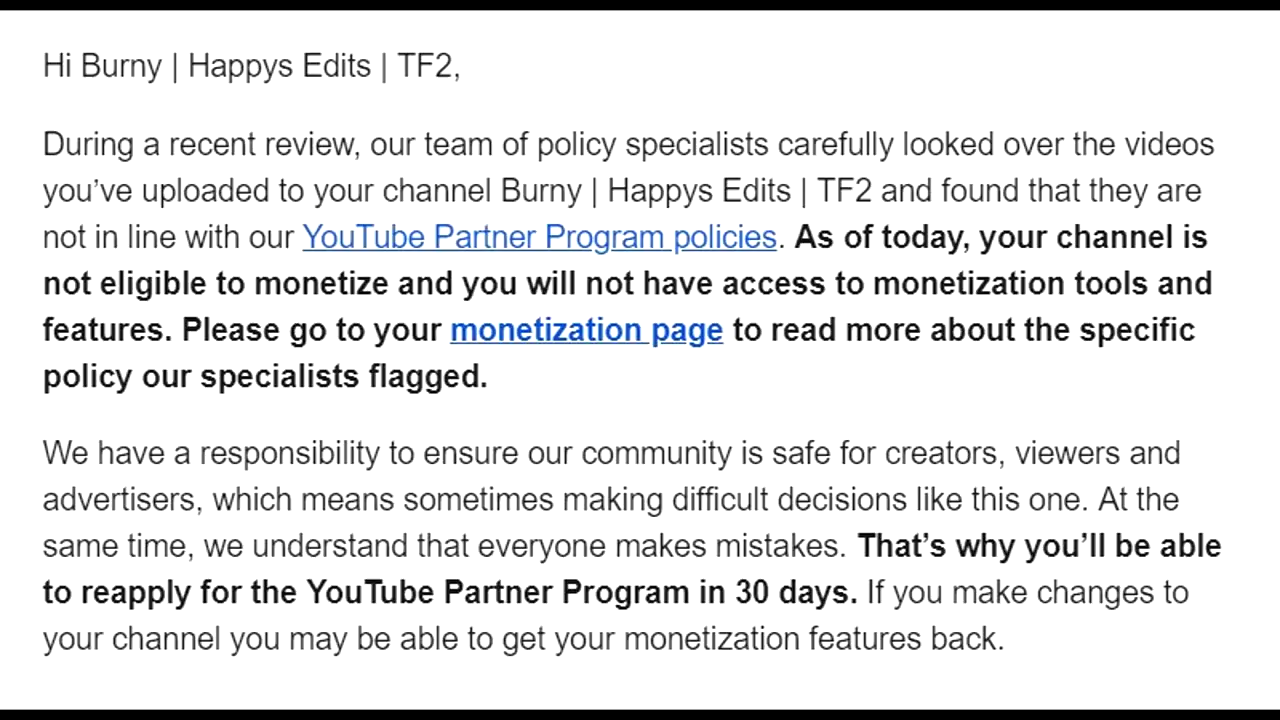 Hi Burny | Happys Edits | TF2,
During a recent review, our team of policy specialists carefully looked over the videos
you’ve uploaded to your channel Burny | Happys Edits | TF2 and found that they are
not in line with our YouTube Partner Program policies. As of today, your channel is
not eligible to monetize and you will not have access to monetization tools and
features. Please go to your monetization page to read more about the specific
policy our specialists flagged.
We have a responsibility to ensure our community is safe for creators, viewers and
advertisers, which means sometimes making difficult decisions like this one. At the
same time, we understand that everyone makes mistakes. That’s why you’ll be able
to reapply for the YouTube Partner Program in 30 days. If you make changes to
your channel you may be able to get your monetization features back.